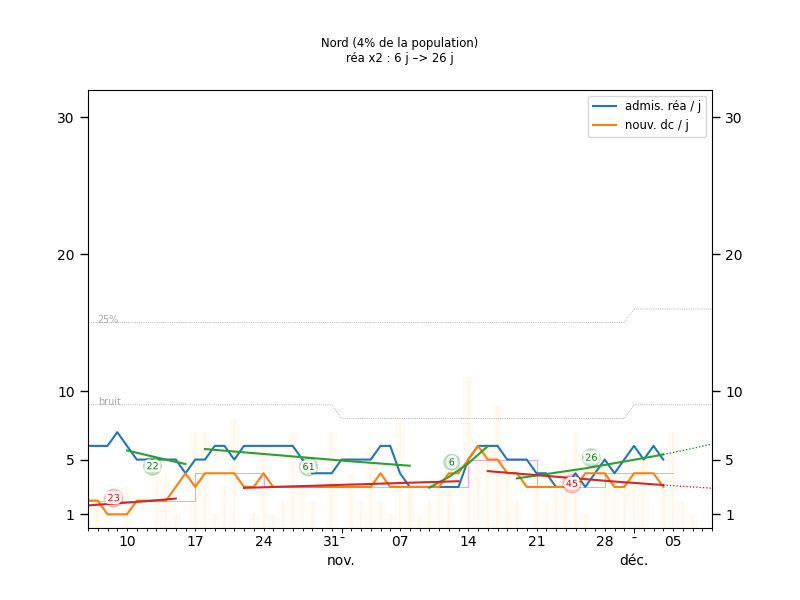 Nord (4% de la population)
réa x2 : 6 j –> 26 j
admis. réa / j
nouv. dc / j
30 30
20 20
25%
10 10
bruit
5 5
1 1
22
23
61
6
26
45
10 17 24 31 07 14 21 28 05
nov. déc.